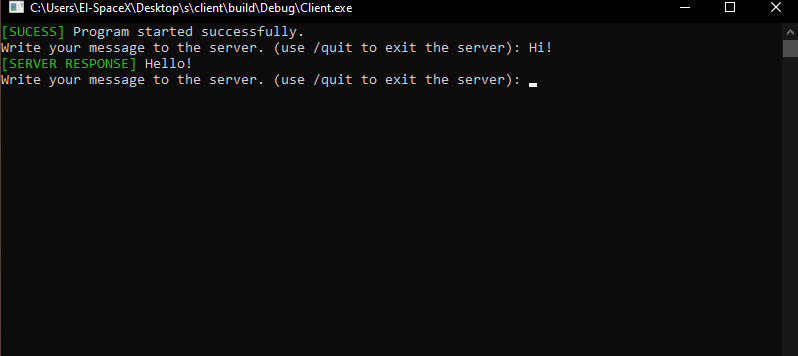 C:\Users\El-SpaceX\Desktop\s\client\build\Debug\Client.exe
[SUCESS] Program started successfully.
Write your message to the server. (use /quit to exit the server): Hi!
[SERVER RESPONSE] Hello!
Write your message to the server. (use /quit to exit the server):